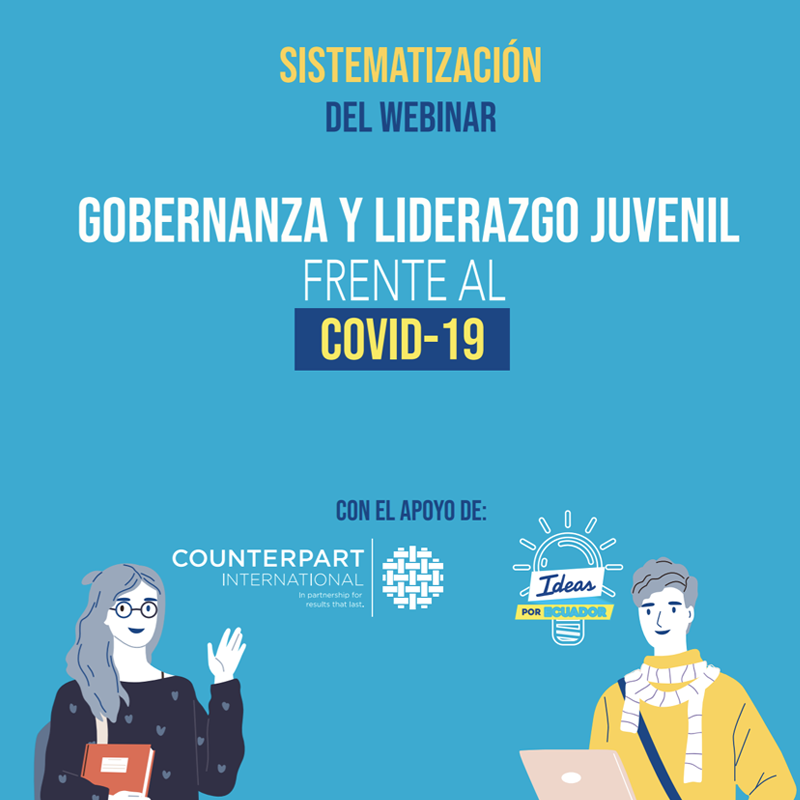 SISTEMATIZACIÓN
DEL WEBINAR
GOBERNANZA Y LIDERAZGO JUVENIL
FRENTE AL
COVID-19
CON EL APOYO DE:
COUNTERPART
INTERNATIONAL
In partnership for
results that last.
Ideas
POR ECUADOR